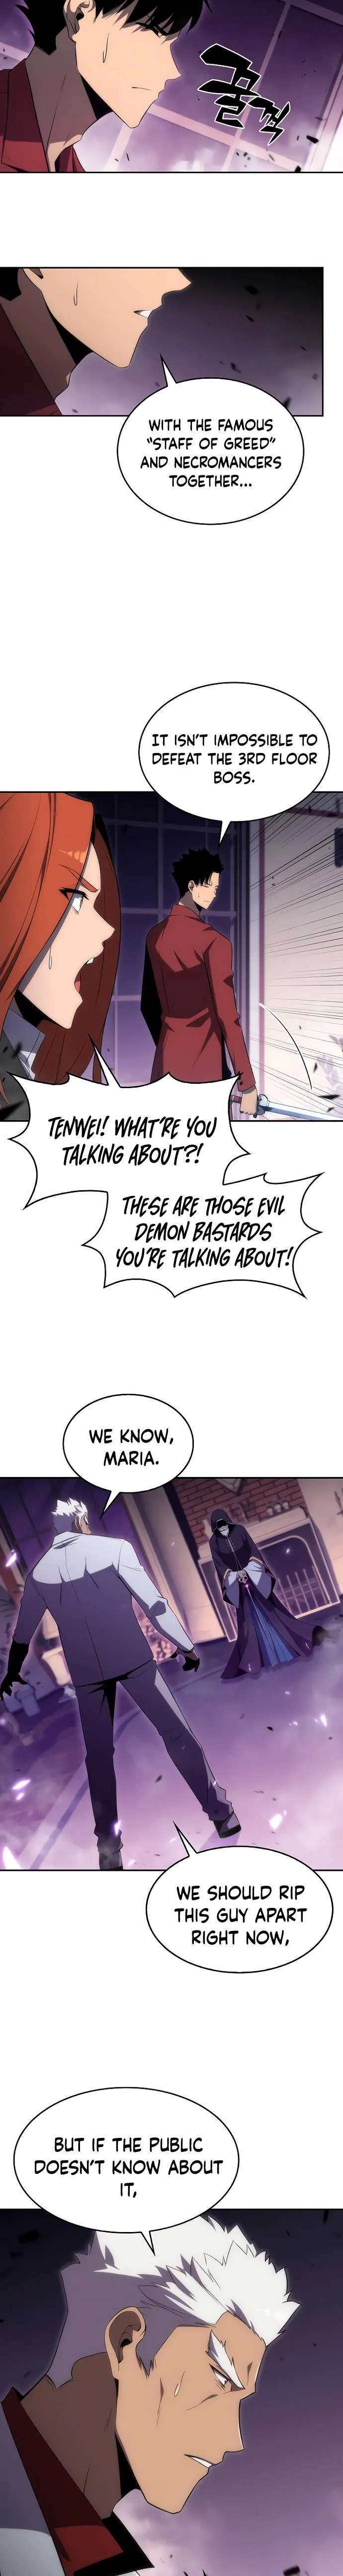 꿀꺽
WITH THE FAMOUS
"STAFF OF GREED"
AND NECROMANCERS
TOGETHER...
IT ISN'T IMPOSSIBLE TO
DEFEAT THE 3RD FLOOR
BOSS.
TENWEI! WHAT'RE YOU
TALKING ABOUT?!
THESE ARE THOSE EVIL
DEMON BASTARDS
YOU'RE TALKING ABOUT!
WE KNOW,
MARIA.
WE SHOULD RIP
THIS GUY APART
RIGHT NOW,
BUT IF THE PUBLIC
DOESN'T KNOW ABOUT
IT,